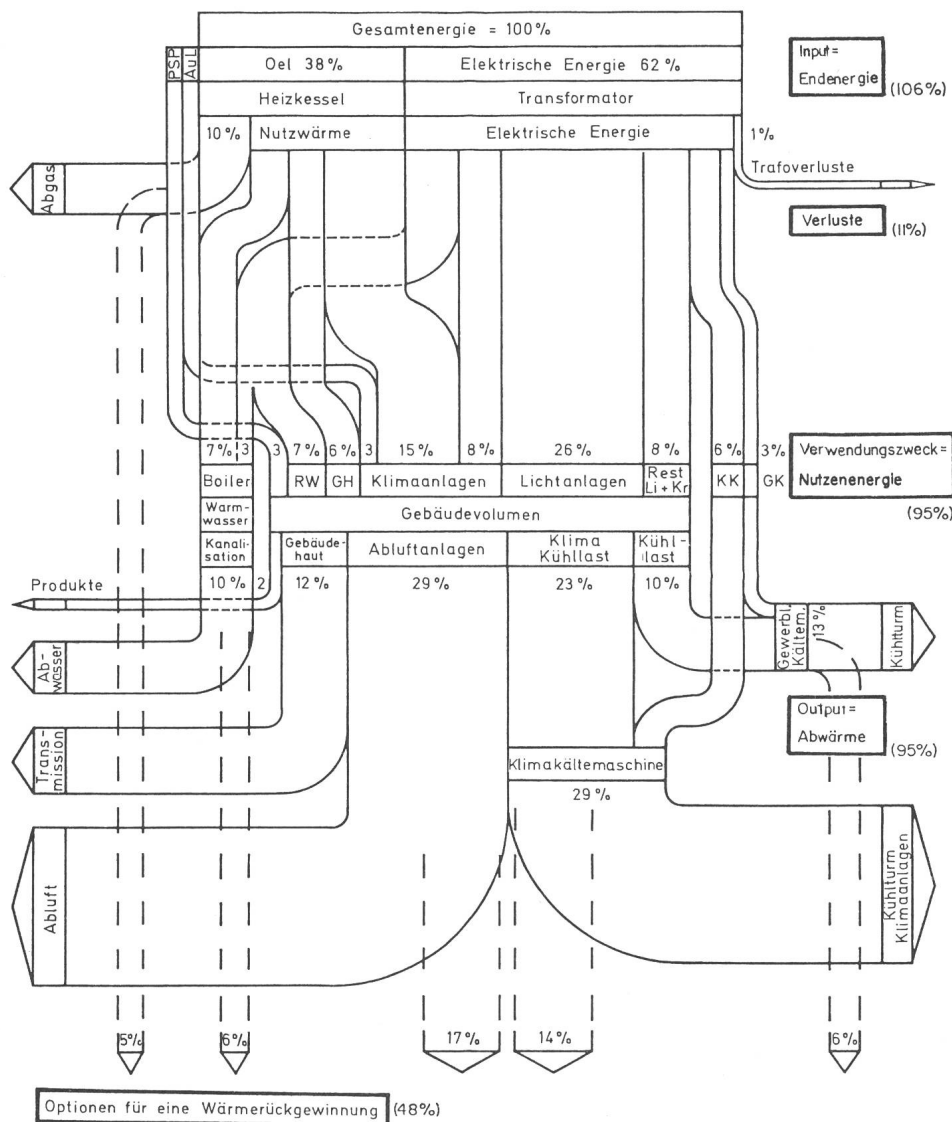 Gesamtenergie = 100%
PSP
AuL
Oel 38%
Elektrische Energie 62%
Input=
Endenergie
(106%)
Heizkessel
Transformator
10%
Nutzwärme
Elektrische Energie
1%
Trafoverluste
Abgas
Verluste
(11%)
7% 3 3 7% 6% 3 15% 8% 26% 8% 6% 3%
Verwendungszweck=
Nutzenenergie
(95%)
Boiler
RW
GH
Klimaanlagen
Lichtanlagen
Rest
Li + Kr
KK
GK
Warm-
wasser
Gebäudevolumen
Kanali-
sation
Gebäude-
haut
Abluftanlagen
Klima
Kühllast
Kühl-
last
Produkte
10% 2 12% 29% 23% 10%
Gewerbl.
Kältem.
13%
Kühlturm
Ab-
wasser
Output=
Abwärme
(95%)
Trans-
mission
Klimakältemaschine
29%
Abluft
Kühlturm
Klimaanlagen
5% 6% 17% 14% 6%
Optionen für eine Wärmerückgewinnung (48%)